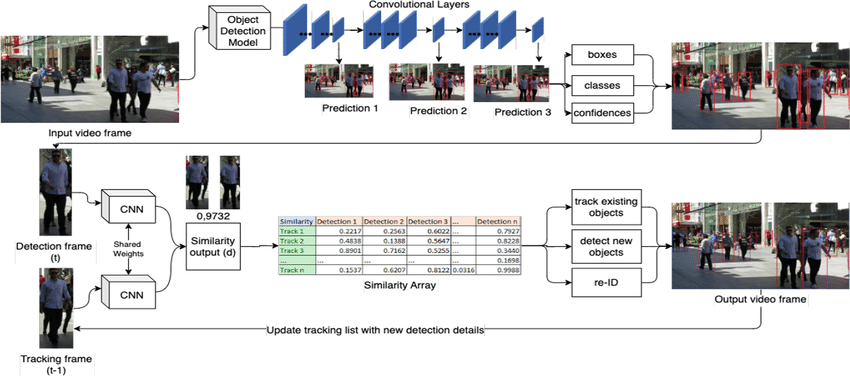 Convolutional Layers
Object
Detection
Model
boxes
classes
confidences
Prediction 1
Prediction 2
Prediction 3
Input video frame
0,9732
CNN
Shared
Weights
CNN
Detection frame
(t)
Similarity
output (d)
Similarity Detection 1 Detection 2 Detection 3 ... Detection n
Track 1 0.2217 0.2563 0.6022 0.7927
Track 2 0.4838 0.1388 0.5647 0.8228
Track 3 0.8901 0.7162 0.5255 0.3440
... ... ... ... 0.1698
Track n 0.1537 0.6207 0.8122 0.0316 0.9988
Similarity Array
track existing
objects
detect new
objects
re-ID
Output video frame
Update tracking list with new detection details
Tracking frame
(t-1)